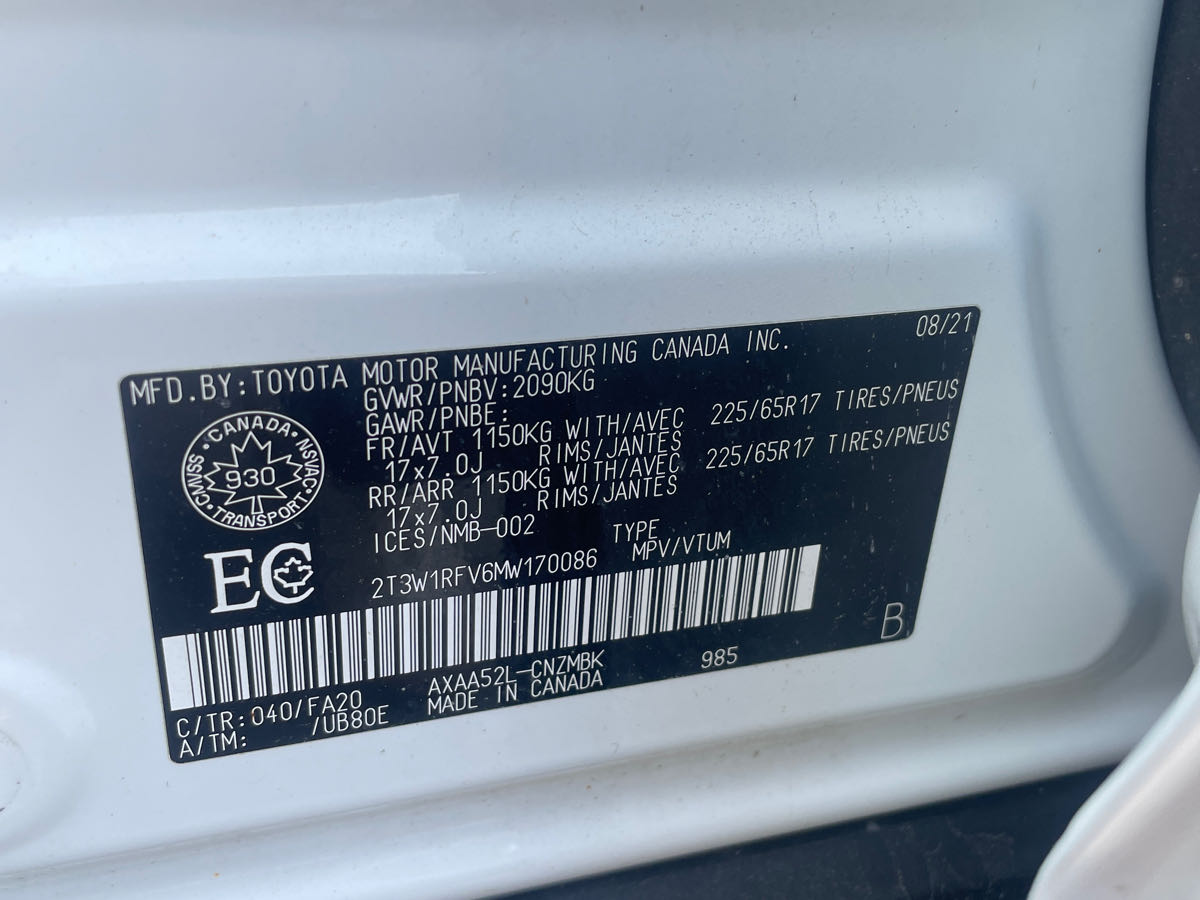 MFD.BY:TOYOTA MOTOR MANUFACTURING CANADA INC. 08/21
GVWR/PNBV:2090KG
GAWR/PNBE:
FR/AVT 1150KG WITH/AVEC 225/65R17 TIRES/PNEUS
17x7.0J RIMS/JANTES
RR/ARR 1150KG WITH/AVEC 225/65R17 TIRES/PNEUS
17x7.0J RIMS/JANTES
ICES/NMB-002 TYPE
2T3W1RFV6MW170086 MPV/VTUM
CANADA
CMVSS 930 NSVAC
TRANSPORT
EC
B
C/TR:040/FA20 AXAA52L-CNZMBK 985
A/TM: /UB80E MADE IN CANADA